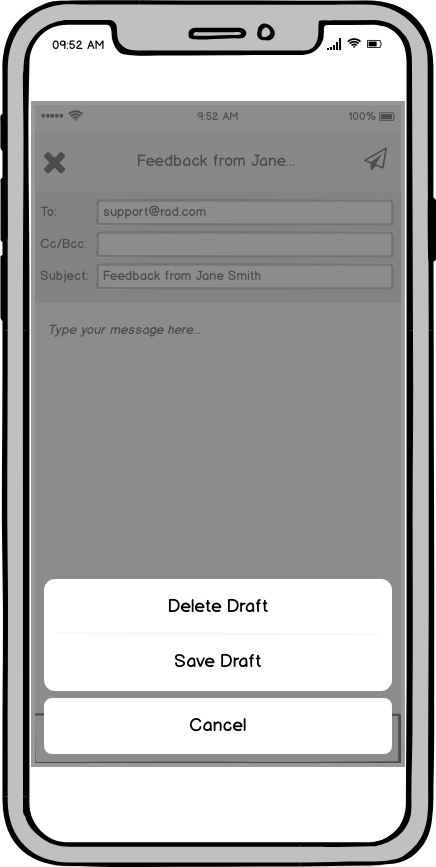 09:52 AM
9:52 AM 100%
Feedback from Jane...
To: support@rad.com
Cc/Bcc:
Subject: Feedback from Jane Smith
Type your message here...
Delete Draft
Save Draft
Cancel